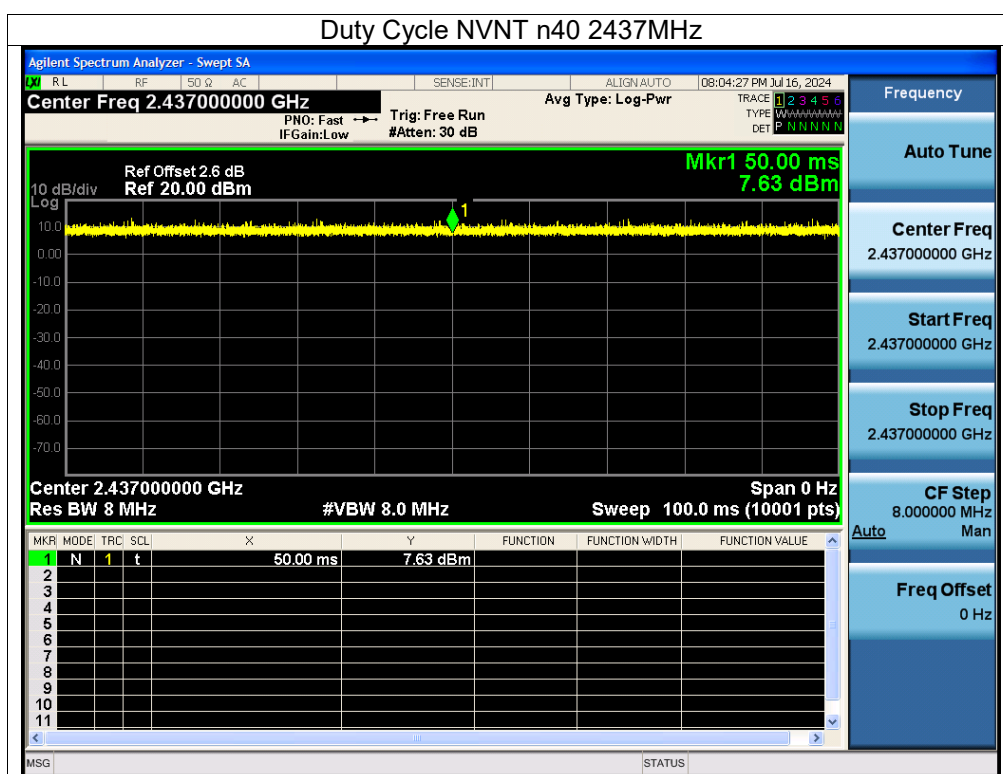 Duty Cycle NVNT n40 2437MHz
Agilent Spectrum Analyzer - Swept SA
LXI RL RF 50 Ω AC SENSE:INT ALIGN AUTO 08:04:27 PM Jul 16, 2024
Center Freq 2.437000000 GHz
PNO: Fast
IFGain:Low
Trig: Free Run
#Atten: 30 dB
Avg Type: Log-Pwr
TRACE 1 2 3 4 5 6
TYPE WWWWWW
DET P N N N N N
Mkr1 50.00 ms
7.63 dBm
Ref Offset 2.6 dB
10 dB/div Ref 20.00 dBm
Log
1
10.0
0.00
-10.0
-20.0
-30.0
-40.0
-50.0
-60.0
-70.0
Center 2.437000000 GHz Span 0 Hz
Res BW 8 MHz #VBW 8.0 MHz Sweep 100.0 ms (10001 pts)
MKR MODE TRC SCL X Y FUNCTION FUNCTION WIDTH FUNCTION VALUE
1 N 1 t 50.00 ms 7.63 dBm
2
3
4
5
6
7
8
9
10
11
MSG STATUS
Frequency
Auto Tune
Center Freq
2.437000000 GHz
Start Freq
2.437000000 GHz
Stop Freq
2.437000000 GHz
CF Step
8.000000 MHz
Auto Man
Freq Offset
0 Hz